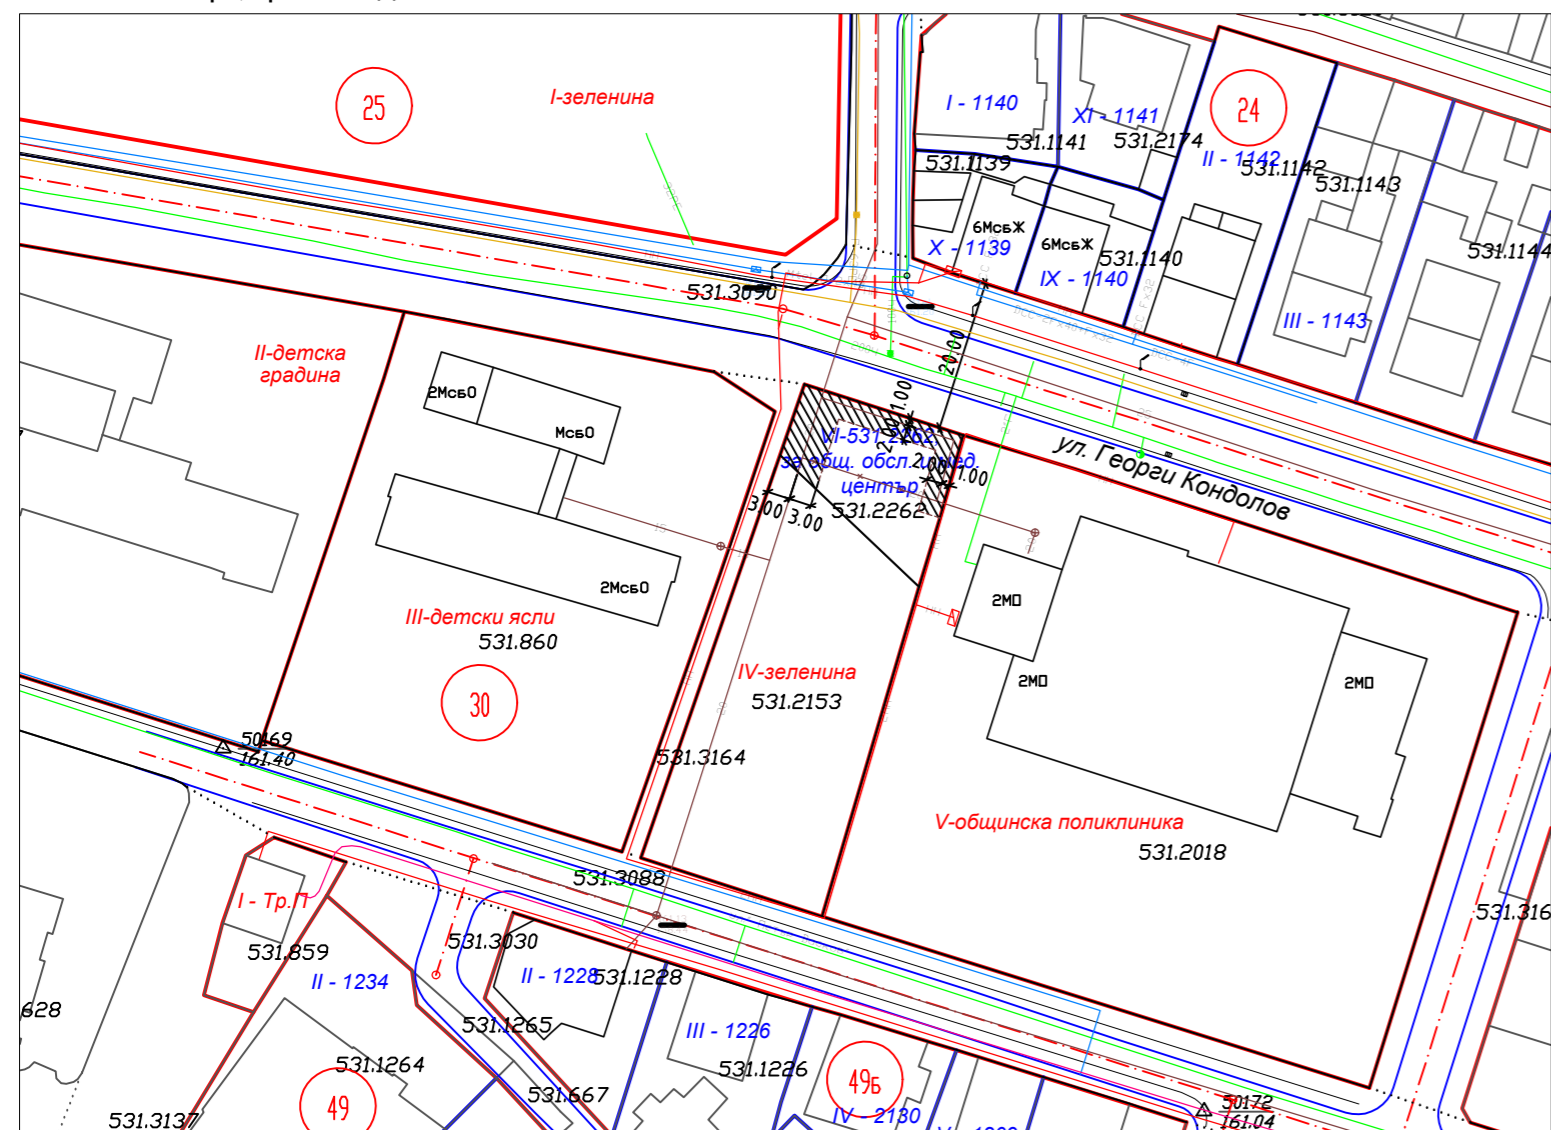 25
I-зеленина
I - 1140
XI - 1141
24
531.1141
531.2174
531.1139
II - 1142
531.1142
531.1143
6МсбЖ
X - 1139
6МсбЖ
531.1140
IX - 1140
531.1144
531.3090
III - 1143
20.00
II-детска
градина
2МсбО
МсбО
1.00
2.00
VI-531.2262
за общ. обсл. и мед.
център
2.00
1.00
ул. Георги Кондолов
3.00
3.00
531.2262
2МсбО
2МО
III-детски ясли
531.860
IV-зеленина
531.2153
2МО
2МО
30
50169
161.40
531.3164
V-общинска поликлиника
531.2018
531.3088
I - Тр.П
531.859
531.3030
531.316
II - 1234
II - 1228
531.1228
628
531.1265
III - 1226
531.1264
531.1226
49
49Б
531.667
50172
161.04
531.3137
IV - 2130